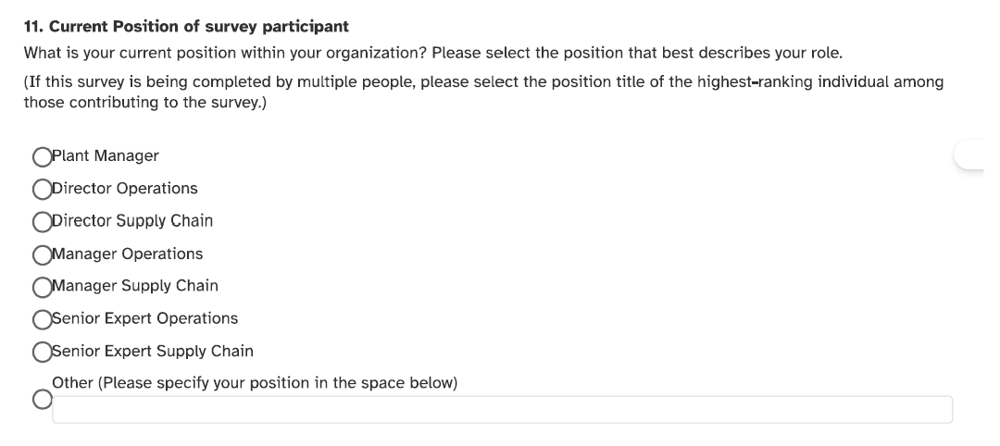 11. Current Position of survey participant
What is your current position within your organization? Please select the position that best describes your role.
(If this survey is being completed by multiple people, please select the position title of the highest-ranking individual among
those contributing to the survey.)
Plant Manager
Director Operations
Director Supply Chain
Manager Operations
Manager Supply Chain
Senior Expert Operations
Senior Expert Supply Chain
Other (Please specify your position in the space below)